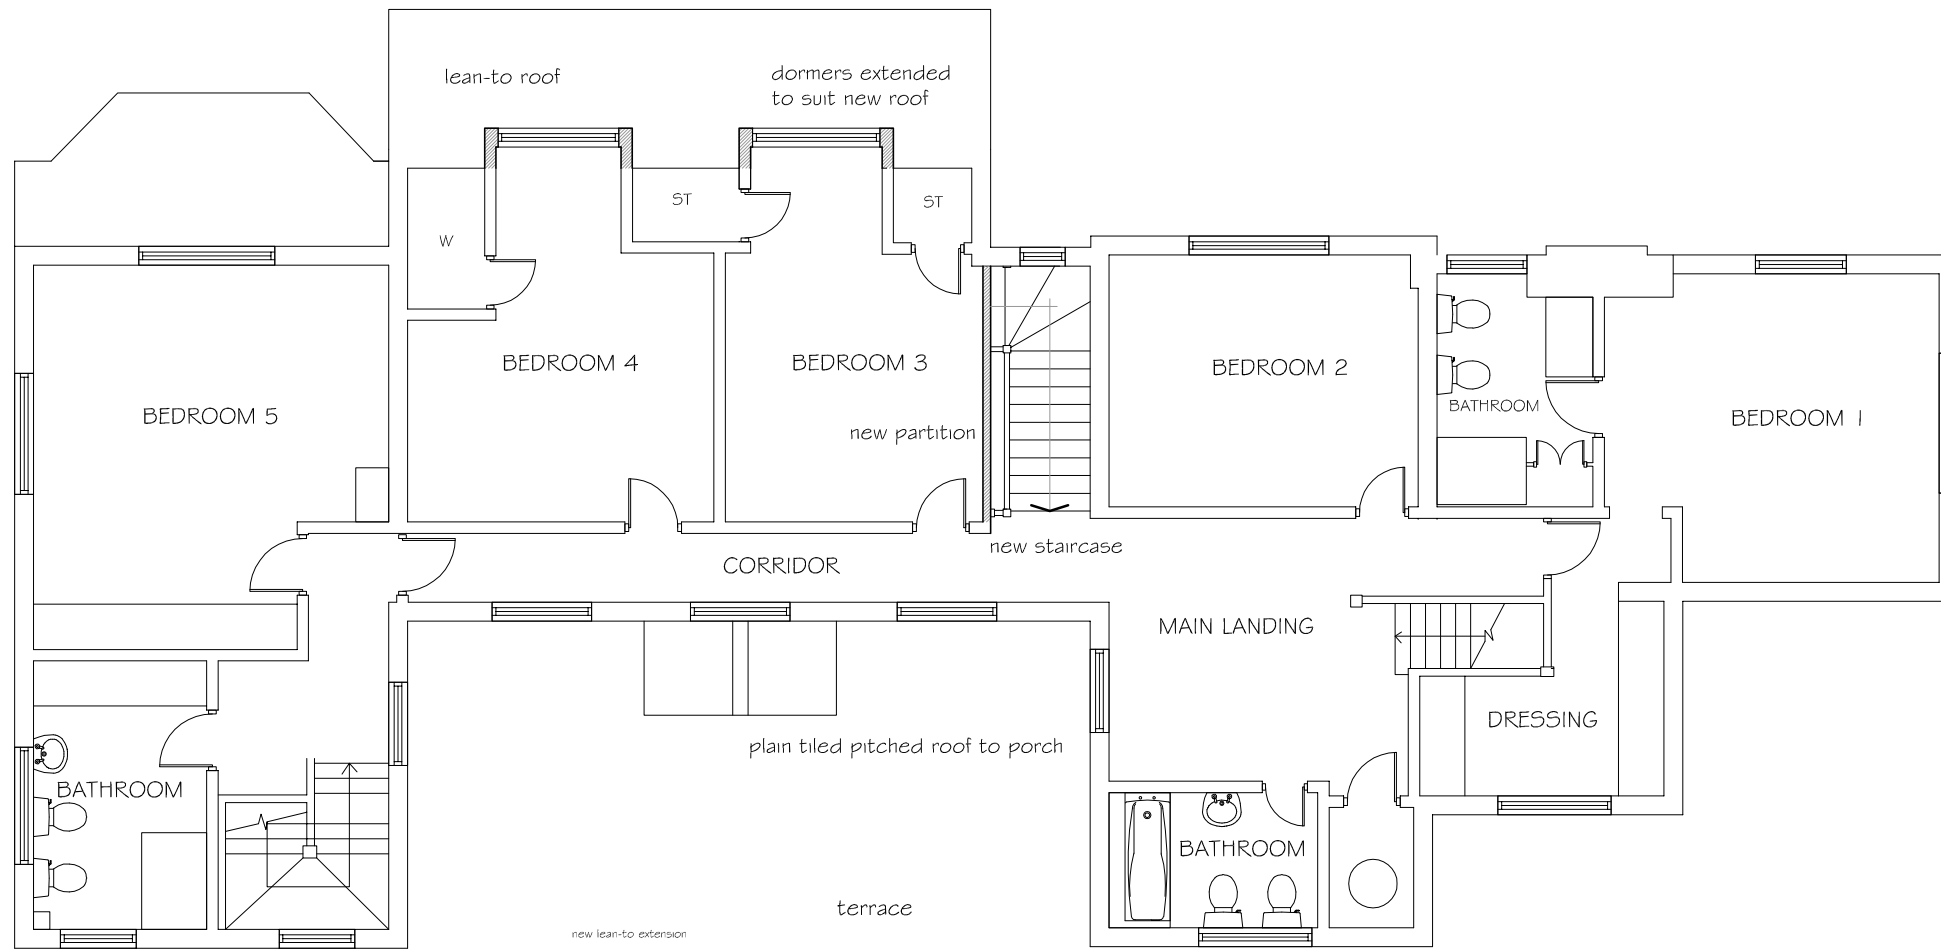 lean-to roof
dormers extended
to suit new roof
ST
ST
W
BEDROOM 4
BEDROOM 3
BEDROOM 2
BATHROOM
BEDROOM 5
BEDROOM 1
new partition
new staircase
CORRIDOR
MAIN LANDING
DRESSING
plain tiled pitched roof to porch
BATHROOM
BATHROOM
terrace
new lean-to extension